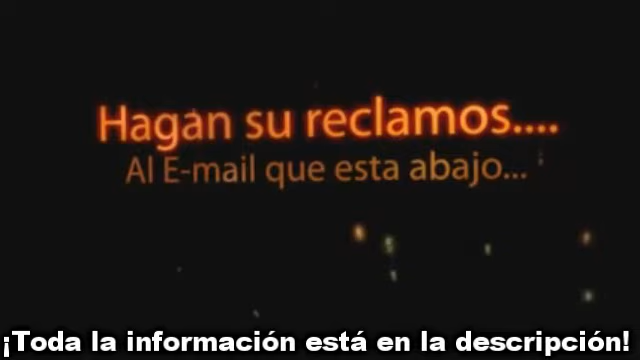 Hagan su reclamos....
Al E-mail que esta abajo...
¡Toda la información está en la descripción!